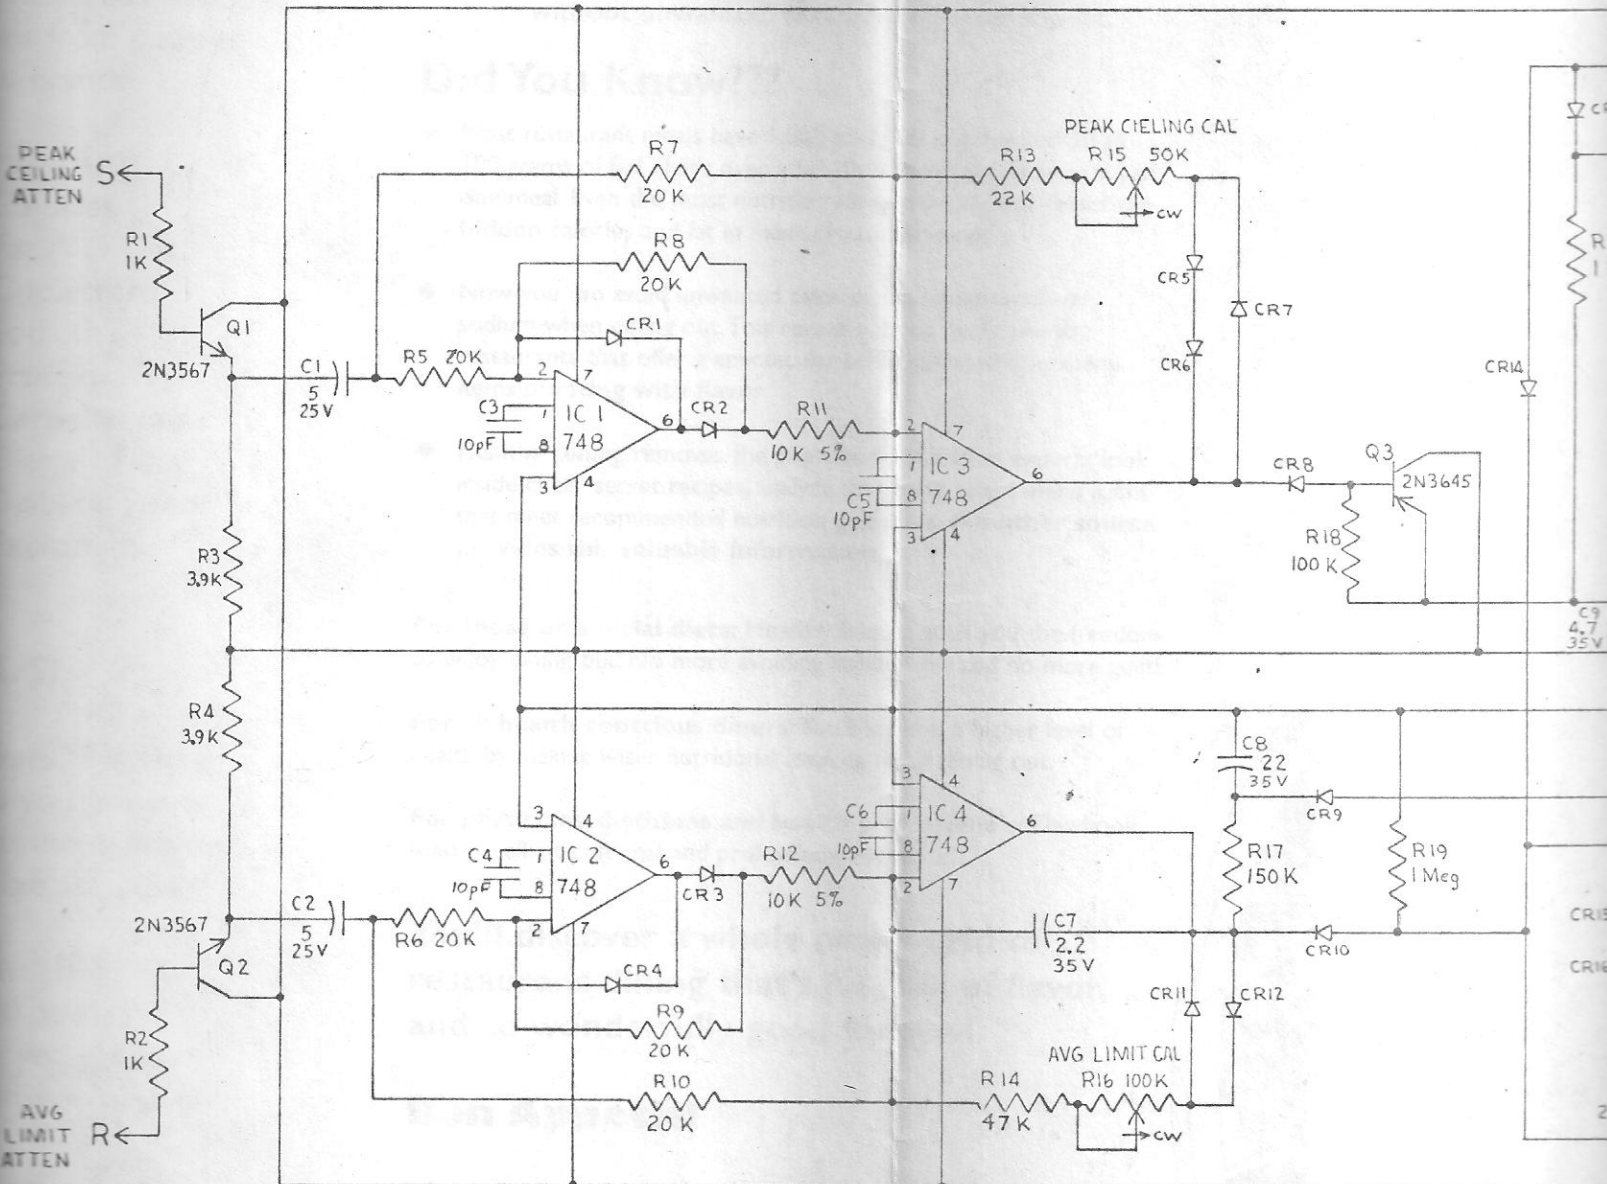 PEAK
CEILING
ATTEN
S
R1
1K
Q1
2N3567
C1
5
25V
R3
3.9K
R4
3.9K
2N3567
Q2
C2
5
25V
R2
1K
AVG
LIMIT
ATTEN
R
R7
20K
R8
20K
CR1
R5 20K
2
7
C3
1
IC 1
10pF
8
748
3
4
6
CR2
R11
10K 5%
2
7
1
IC 3
C5
8
748
10pF
3
4
6
PEAK CIELING CAL
R13
R15 50K
22K
CW
CR5
CR6
CR7
CR8
Q3
2N3645
R18
100K
CR14
C9
4.7
35V
3
4
C4
1
IC 2
10pF
8
748
2
7
6
CR3
R6 20K
CR4
R9
20K
R10
20K
R12
10K 5%
3
4
C6
1
IC 4
10pF
8
748
2
7
6
C7
2.2
35V
C8
22
35V
CR9
R17
150K
R19
1 Meg
CR10
CR11
CR12
AVG LIMIT CAL
R14
R16 100K
47K
CW
CR15
CR16
Did You Know???